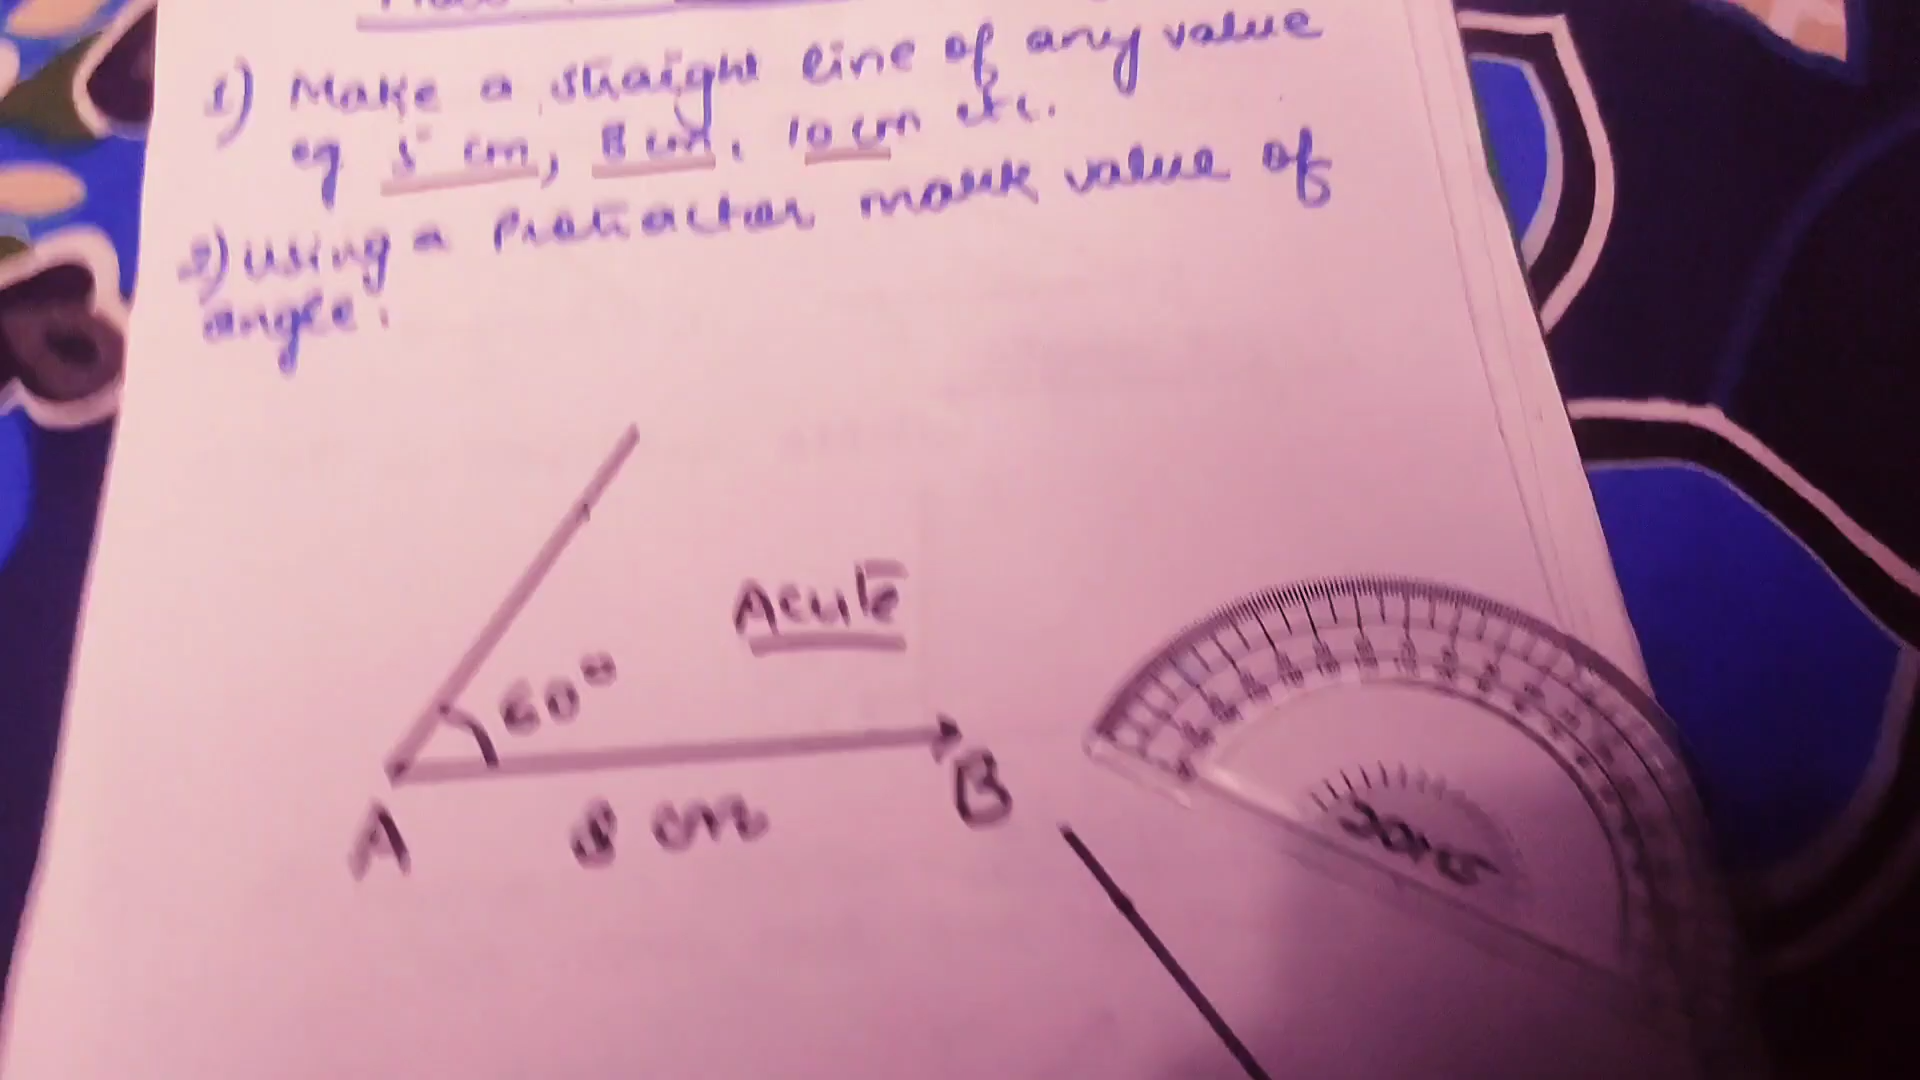 1) Make a straight line of any value
eg 5 cm, 8 cm, 10 cm etc.
2) using a Protractor mark value of
angle.
Acute
60°
A
8 cm
B